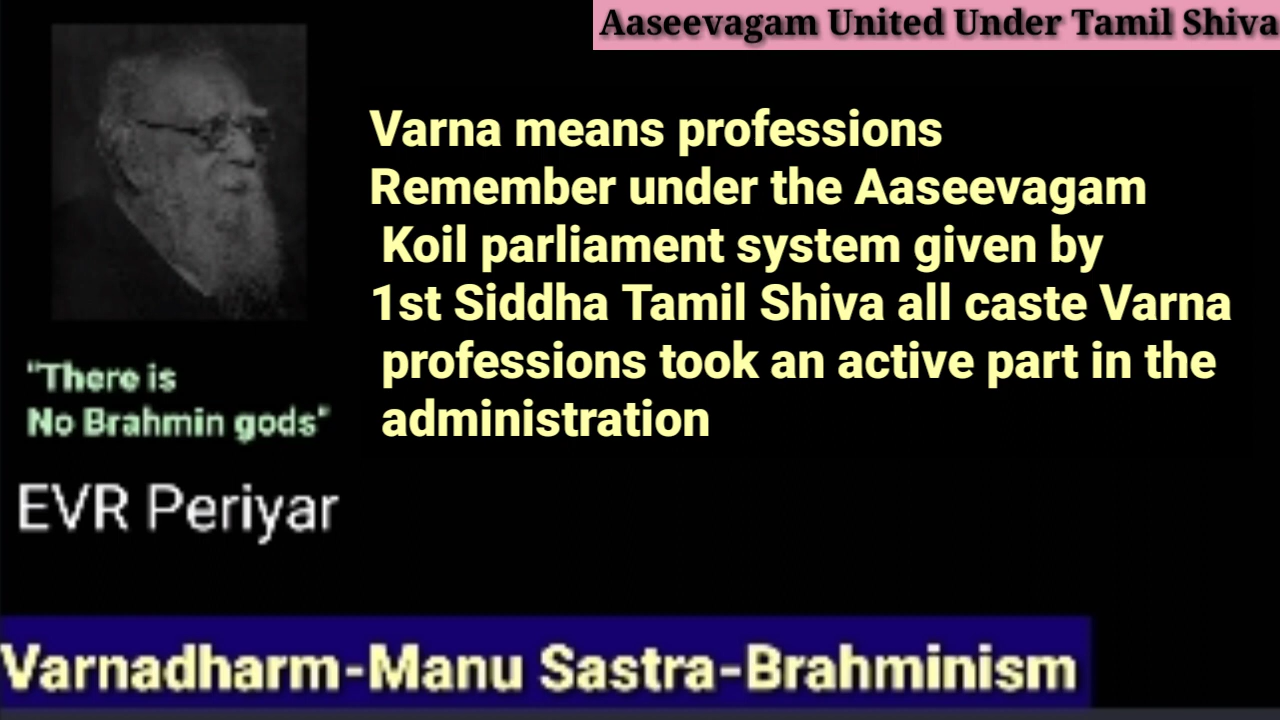 Aaseevagam United Under Tamil Shiva
Varna means professions
Remember under the Aaseevagam
Koil parliament system given by
1st Siddha Tamil Shiva all caste Varna
professions took an active part in the
administration
"There is
No Brahmin gods"
EVR Periyar
Varnadharm-Manu Sastra-Brahminism